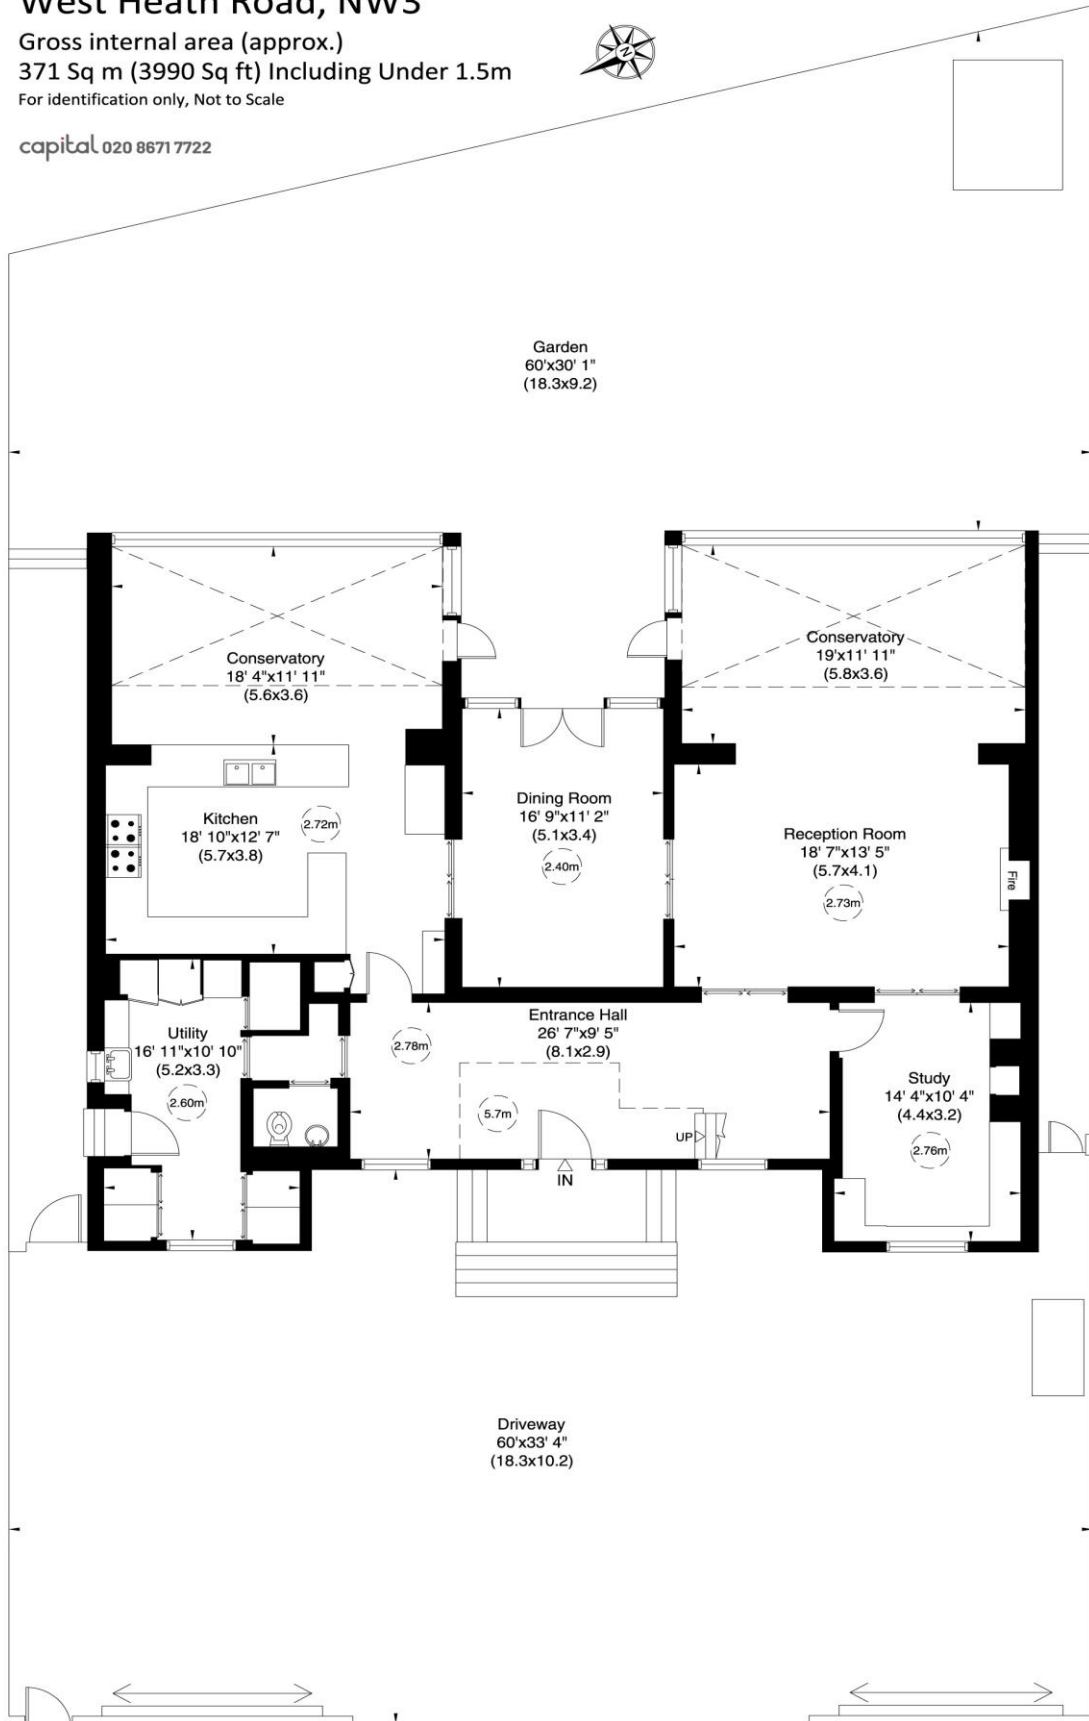 West Heath Road, NW3
Gross internal area (approx.)
371 Sq m (3990 Sq ft) Including Under 1.5m
For identification only, Not to Scale
capital 020 8671 7722
N
Garden
60'x30' 1"
(18.3x9.2)
Conservatory
18' 4"x11' 11"
(5.6x3.6)
Conservatory
19'x11' 11"
(5.8x3.6)
Kitchen
18' 10"x12' 7"
(5.7x3.8)
2.72m
Dining Room
16' 9"x11' 2"
(5.1x3.4)
2.40m
Reception Room
18' 7"x13' 5"
(5.7x4.1)
2.73m
Fire
Utility
16' 11"x10' 10"
(5.2x3.3)
2.60m
Entrance Hall
26' 7"x9' 5"
(8.1x2.9)
2.78m
5.7m
UP
IN
Study
14' 4"x10' 4"
(4.4x3.2)
2.76m
Driveway
60'x33' 4"
(18.3x10.2)